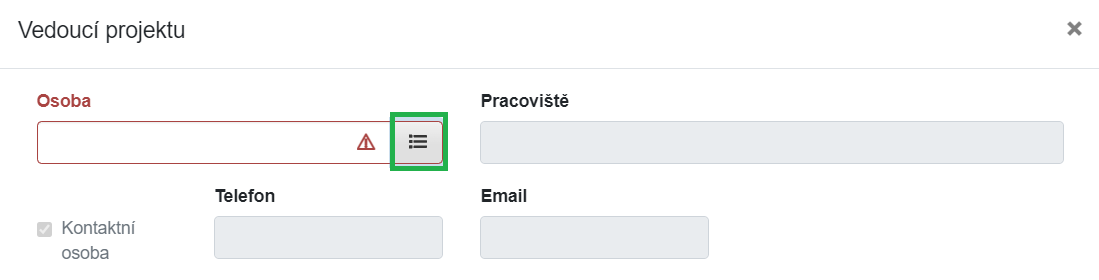 Vedoucí projektu
Osoba
Pracoviště
Telefon
Email
Kontaktní
osoba